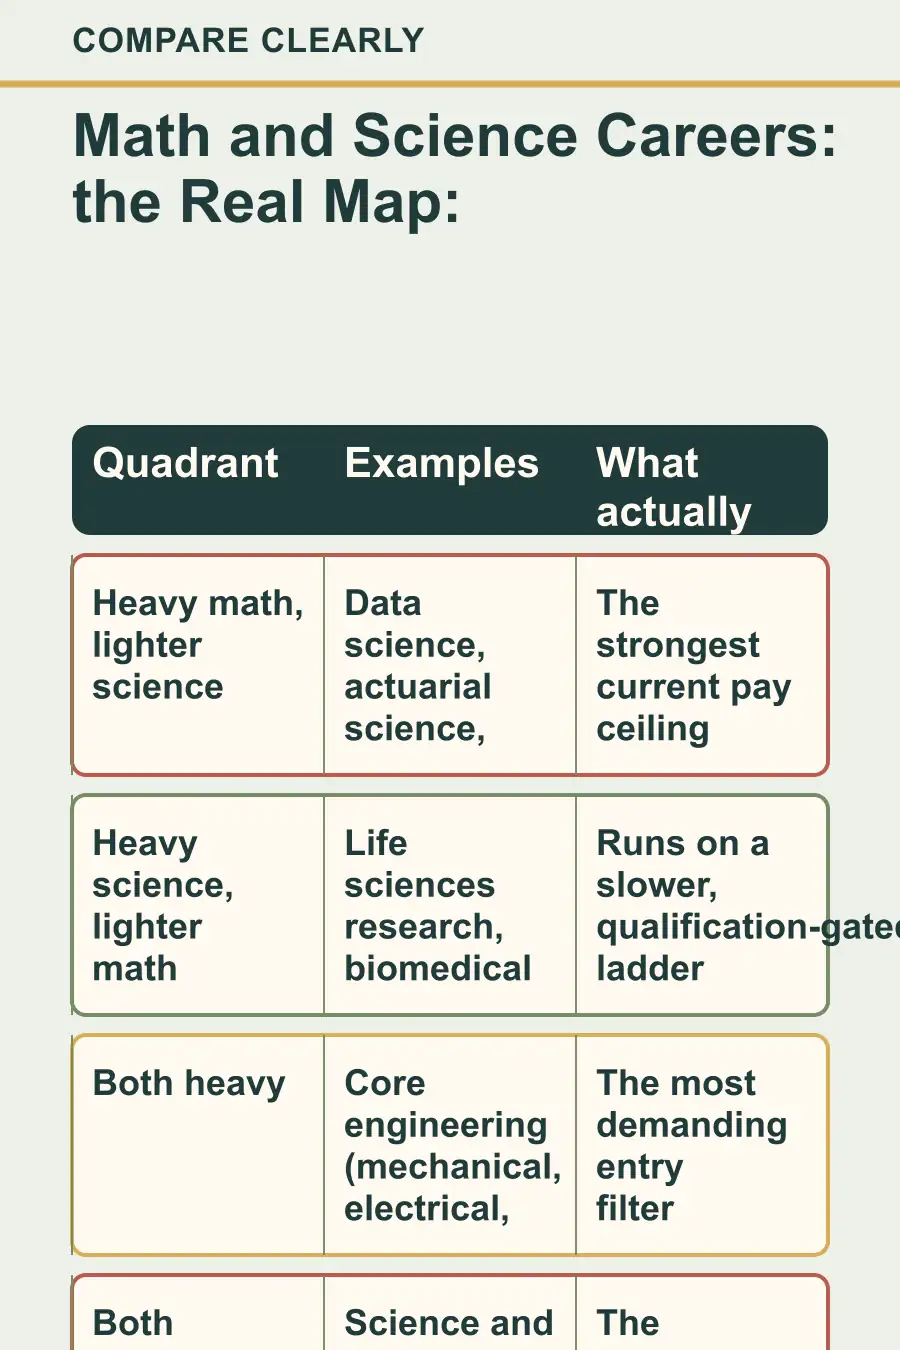 COMPARE CLEARLY
Math and Science Careers:
the Real Map:
Quadrant
Examples
What
actually
Heavy math,
lighter
science
Data
science,
actuarial
science,
The
strongest
current pay
ceiling
Heavy
science,
lighter
math
Life
sciences
research,
biomedical
Runs on a
slower,
qualification-gated
ladder
Both heavy
Core
engineering
(mechanical,
electrical,
The most
demanding
entry
filter
Both
Science and
The